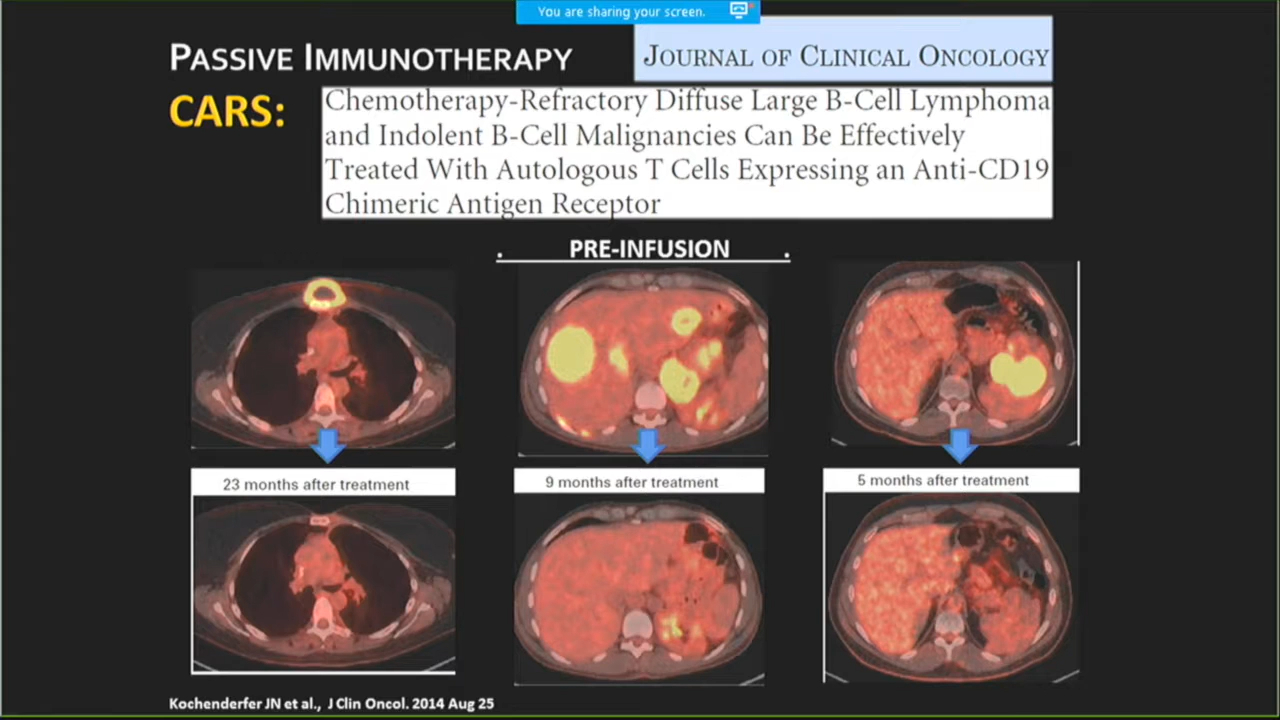 You are sharing your screen.
PASSIVE IMMUNOTHERAPY
JOURNAL OF CLINICAL ONCOLOGY
CARS:
Chemotherapy-Refractory Diffuse Large B-Cell Lymphoma
and Indolent B-Cell Malignancies Can Be Effectively
Treated With Autologous T Cells Expressing an Anti-CD19
Chimeric Antigen Receptor
. PRE-INFUSION .
23 months after treatment
9 months after treatment
5 months after treatment
Kochenderfer JN et al., J Clin Oncol. 2014 Aug 25